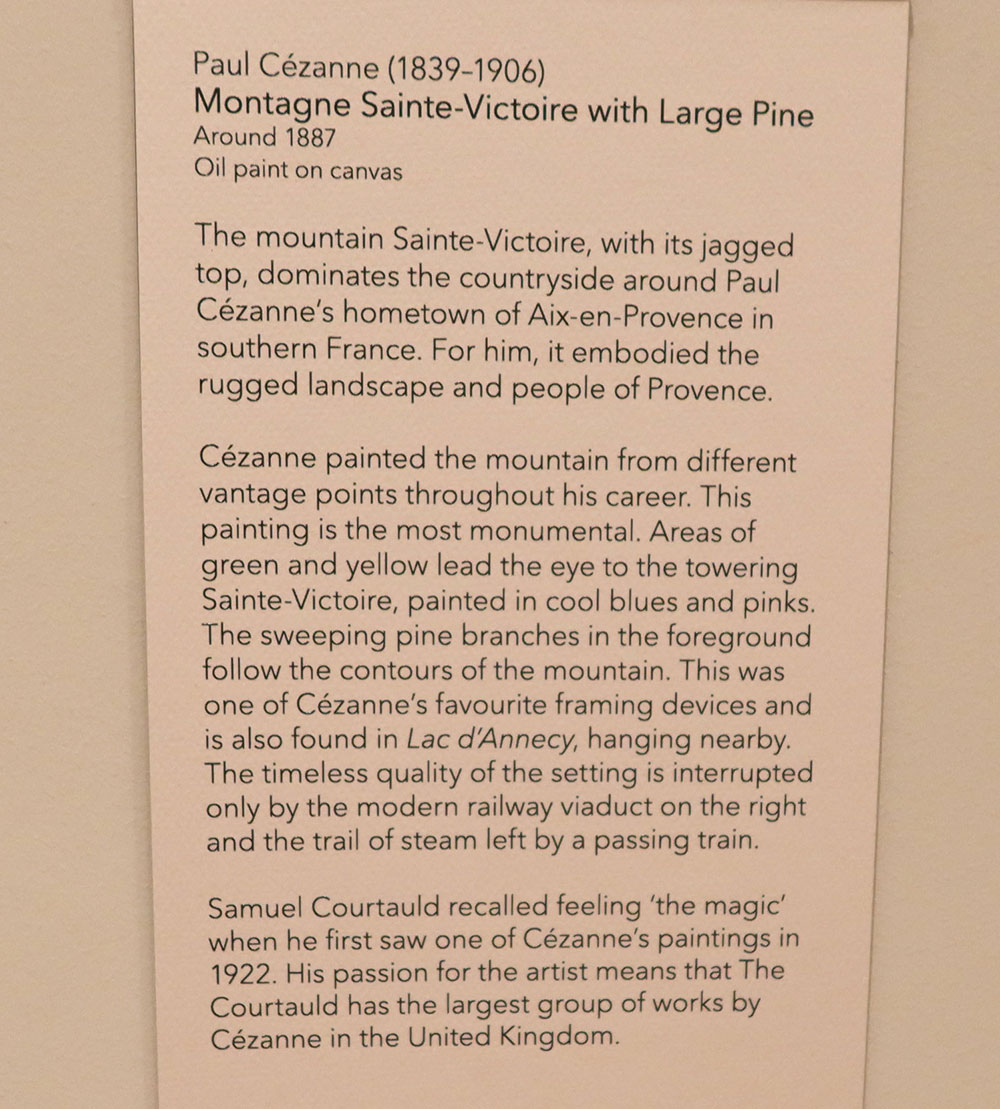 Paul Cézanne (1839–1906)
Montagne Sainte-Victoire with Large Pine
Around 1887
Oil paint on canvas
The mountain Sainte-Victoire, with its jagged
top, dominates the countryside around Paul
Cézanne’s hometown of Aix-en-Provence in
southern France. For him, it embodied the
rugged landscape and people of Provence.
Cézanne painted the mountain from different
vantage points throughout his career. This
painting is the most monumental. Areas of
green and yellow lead the eye to the towering
Sainte-Victoire, painted in cool blues and pinks.
The sweeping pine branches in the foreground
follow the contours of the mountain. This was
one of Cézanne’s favourite framing devices and
is also found in Lac d’Annecy, hanging nearby.
The timeless quality of the setting is interrupted
only by the modern railway viaduct on the right
and the trail of steam left by a passing train.
Samuel Courtauld recalled feeling ‘the magic’
when he first saw one of Cézanne’s paintings in
1922. His passion for the artist means that The
Courtauld has the largest group of works by
Cézanne in the United Kingdom.